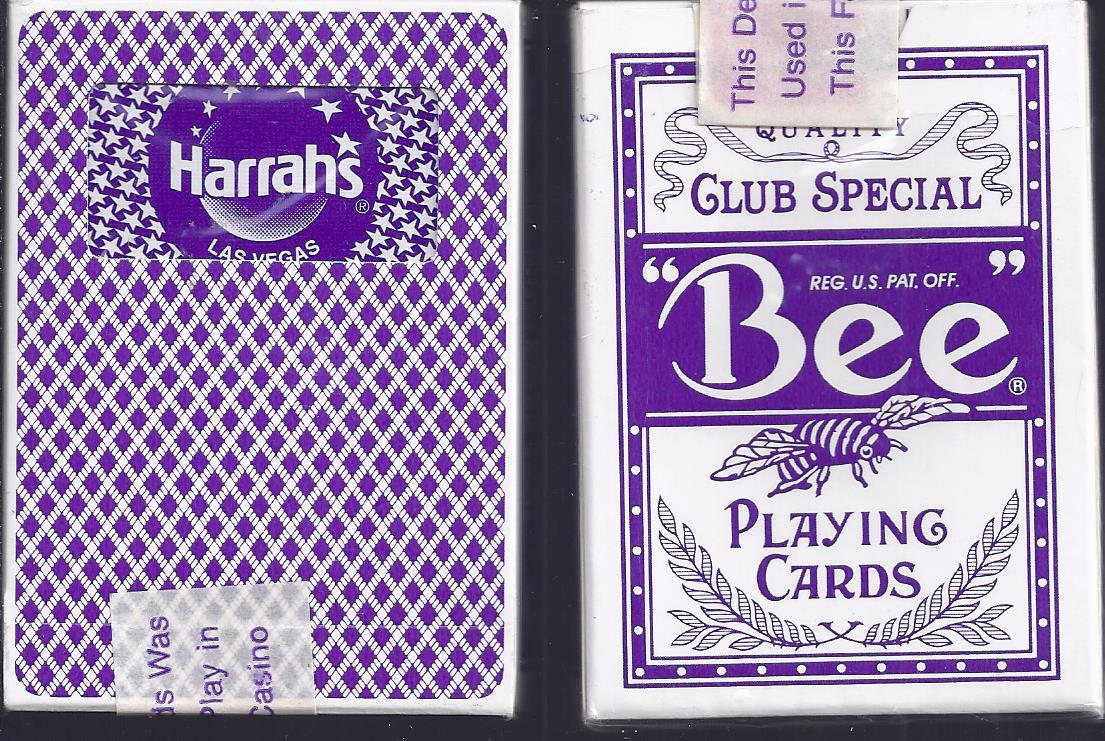 Harrah's
®
LAS VEGAS
ds Was
Play in
Casino
This De
Used i
This F
QUALITY
CLUB SPECIAL
“Bee”
REG. U.S. PAT. OFF.
®
PLAYING
CARDS